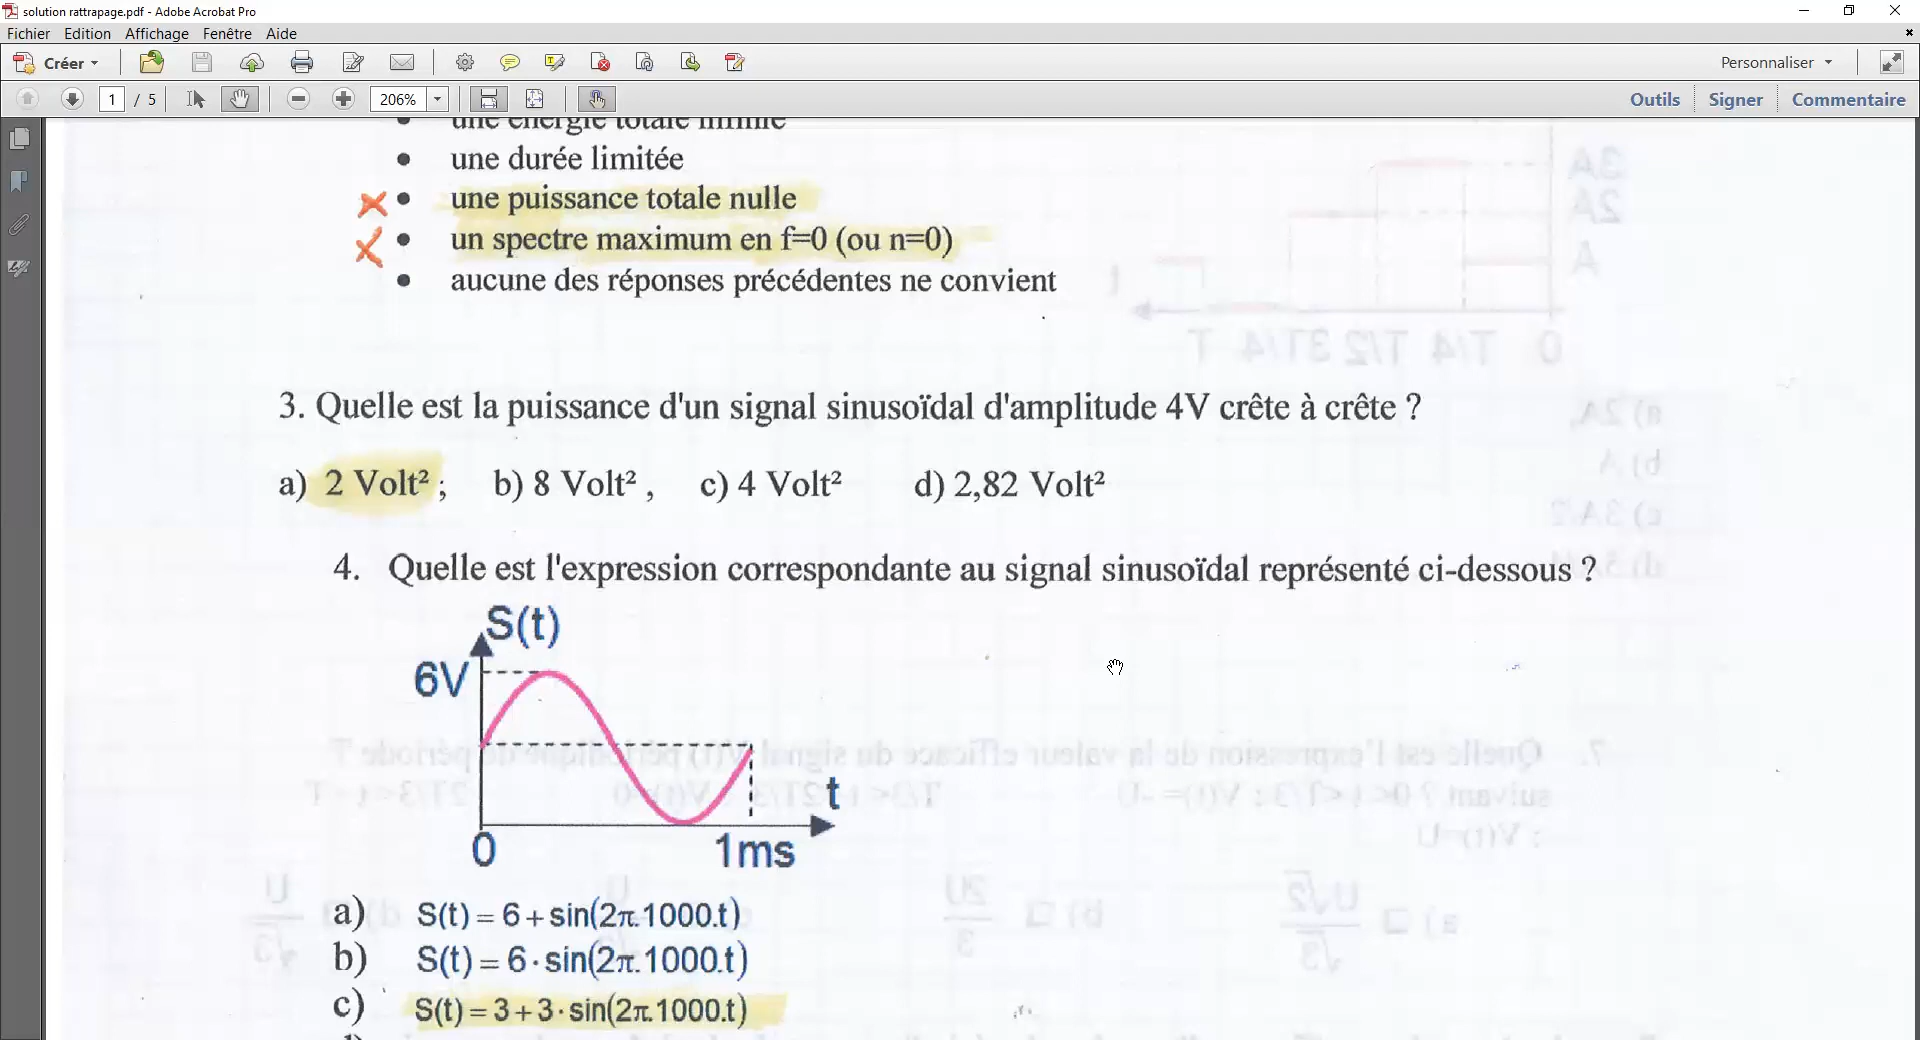 solution rattrapage.pdf - Adobe Acrobat Pro
Fichier Edition Affichage Fenêtre Aide
Créer
Personnaliser
1 / 5
206%
Outils Signer Commentaire
une énergie totale infinie
une durée limitée
une puissance totale nulle
un spectre maximum en f=0 (ou n=0)
aucune des réponses précédentes ne convient
3. Quelle est la puissance d'un signal sinusoïdal d'amplitude 4V crête à crête ?
a) 2 Volt² ; b) 8 Volt² , c) 4 Volt² d) 2,82 Volt²
4. Quelle est l'expression correspondante au signal sinusoïdal représenté ci-dessous ?
S(t)
6V
t
0 1ms
a) S(t) = 6 + sin(2π.1000.t)
b) S(t) = 6 · sin(2π.1000.t)
c) S(t) = 3 + 3 · sin(2π.1000.t)